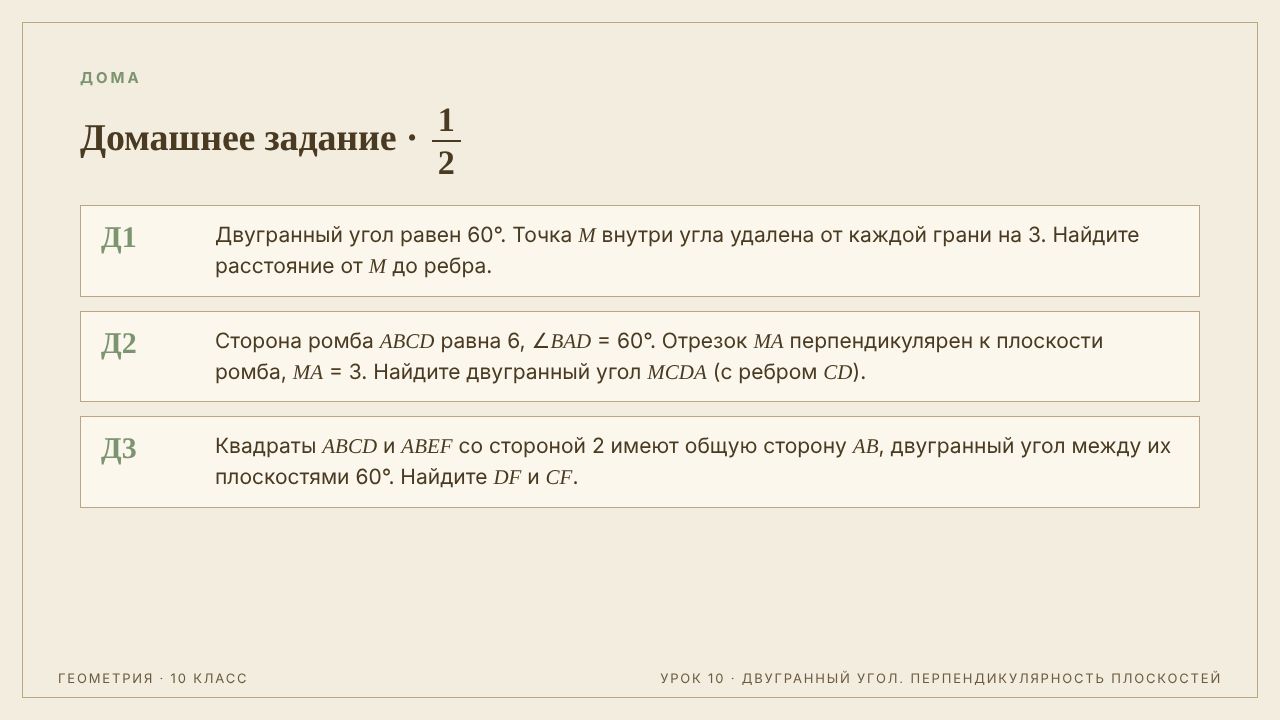 ДОМА
Домашнее задание · 1/2
Д1
Двугранный угол равен 60°. Точка M внутри угла удалена от каждой грани на 3. Найдите
расстояние от M до ребра.
Д2
Сторона ромба ABCD равна 6, ∠BAD = 60°. Отрезок MA перпендикулярен к плоскости
ромба, MA = 3. Найдите двугранный угол MCDA (с ребром CD).
Д3
Квадраты ABCD и ABEF со стороной 2 имеют общую сторону AB, двугранный угол между их
плоскостями 60°. Найдите DF и CF.
ГЕОМЕТРИЯ · 10 КЛАСС
УРОК 10 · ДВУГРАННЫЙ УГОЛ. ПЕРПЕНДИКУЛЯРНОСТЬ ПЛОСКОСТЕЙ